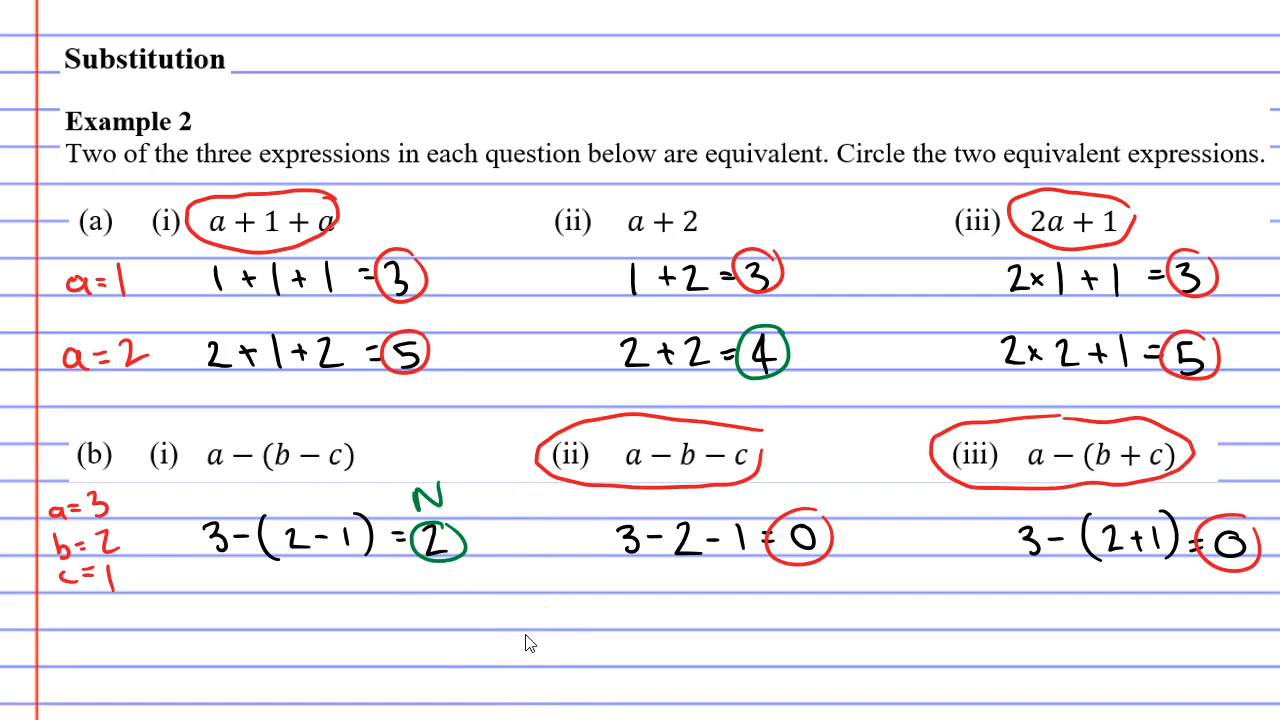 Substitution
Example 2
Two of the three expressions in each question below are equivalent. Circle the two equivalent expressions.
(a) (i) a + 1 + a (ii) a + 2 (iii) 2a + 1
a = 1 1 + 1 + 1 = 3 1 + 2 = 3 2 × 1 + 1 = 3
a = 2 2 + 1 + 2 = 5 2 + 2 = 4 2 × 2 + 1 = 5
(b) (i) a − (b − c) (ii) a − b − c (iii) a − (b + c)
N
a = 3
b = 2 3 − (2 − 1) = 2 3 − 2 − 1 = 0 3 − (2 + 1) = 0
c = 1